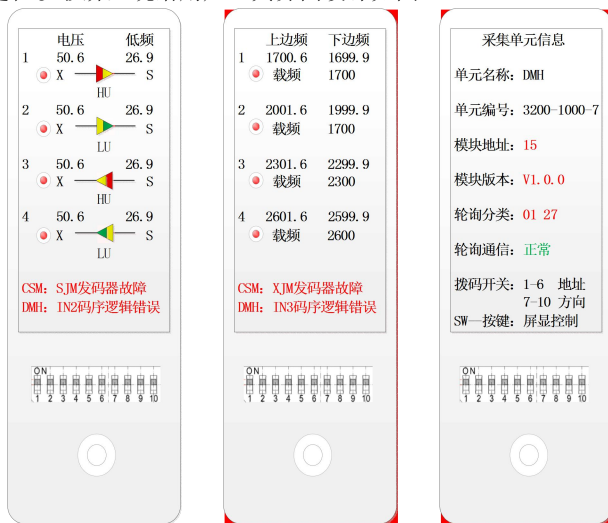 电压 低频
1 50.6 26.9
X S
HU
2 50.6 26.9
X S
LU
3 50.6 26.9
X S
HU
4 50.6 26.9
X S
LU
CSM: SJM发码器故障
DMH: IN2码序逻辑错误
ON
1 2 3 4 5 6 7 8 9 10
上边频 下边频
1 1700.6 1699.9
载频 1700
2 2001.6 1999.9
载频 1700
3 2301.6 2299.9
载频 2300
4 2601.6 2599.9
载频 2600
CSM: XJM发码器故障
DMH: IN3码序逻辑错误
ON
1 2 3 4 5 6 7 8 9 10
采集单元信息
单元名称: DMH
单元编号: 3200-1000-7
模块地址: 15
模块版本: V1.0.0
轮询分类: 01 27
轮询通信: 正常
拨码开关: 1-6 地址
7-10 方向
SW—按键: 屏显控制
ON
1 2 3 4 5 6 7 8 9 10